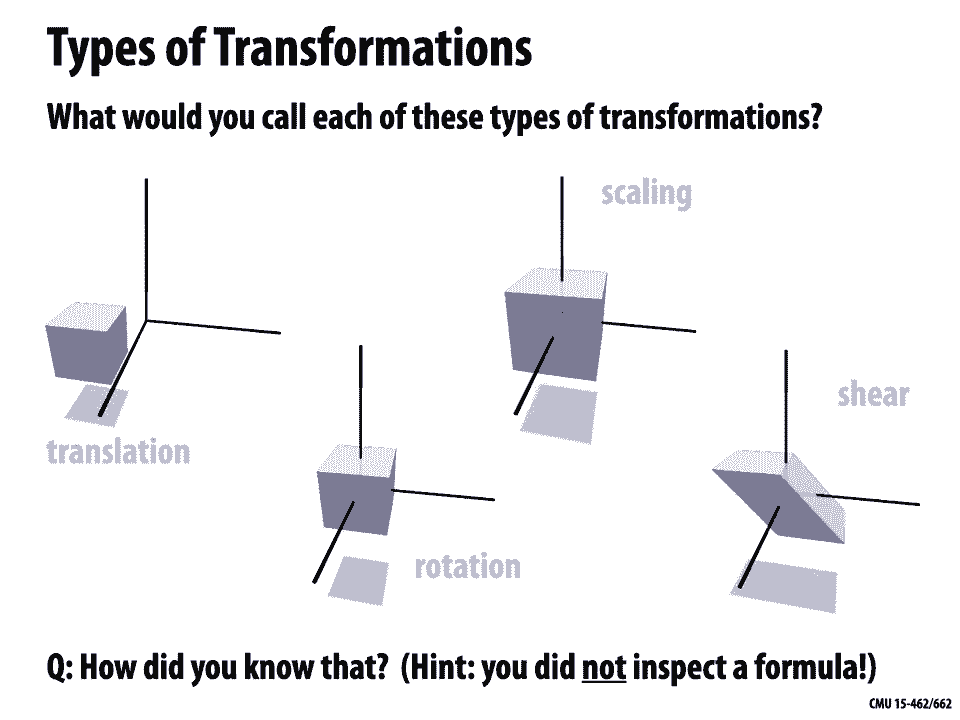 Types of Transformations
What would you call each of these types of transformations?
scaling
shear
translation
rotation
Q: How did you know that? (Hint: you did not inspect a formula!)
CMU 15-462/662